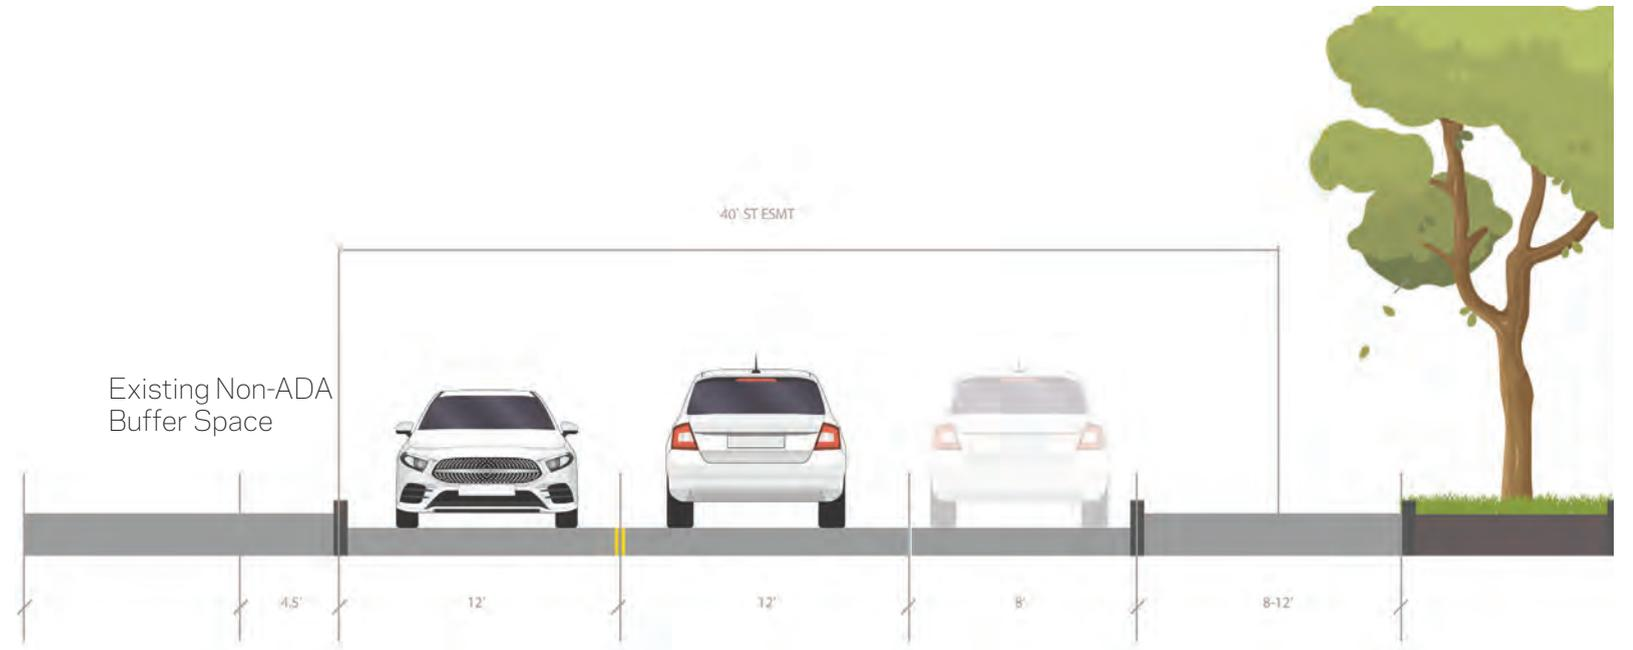 40' ST ESMT
Existing Non-ADA
Buffer Space
4.5'
12'
12'
8'
8-12'